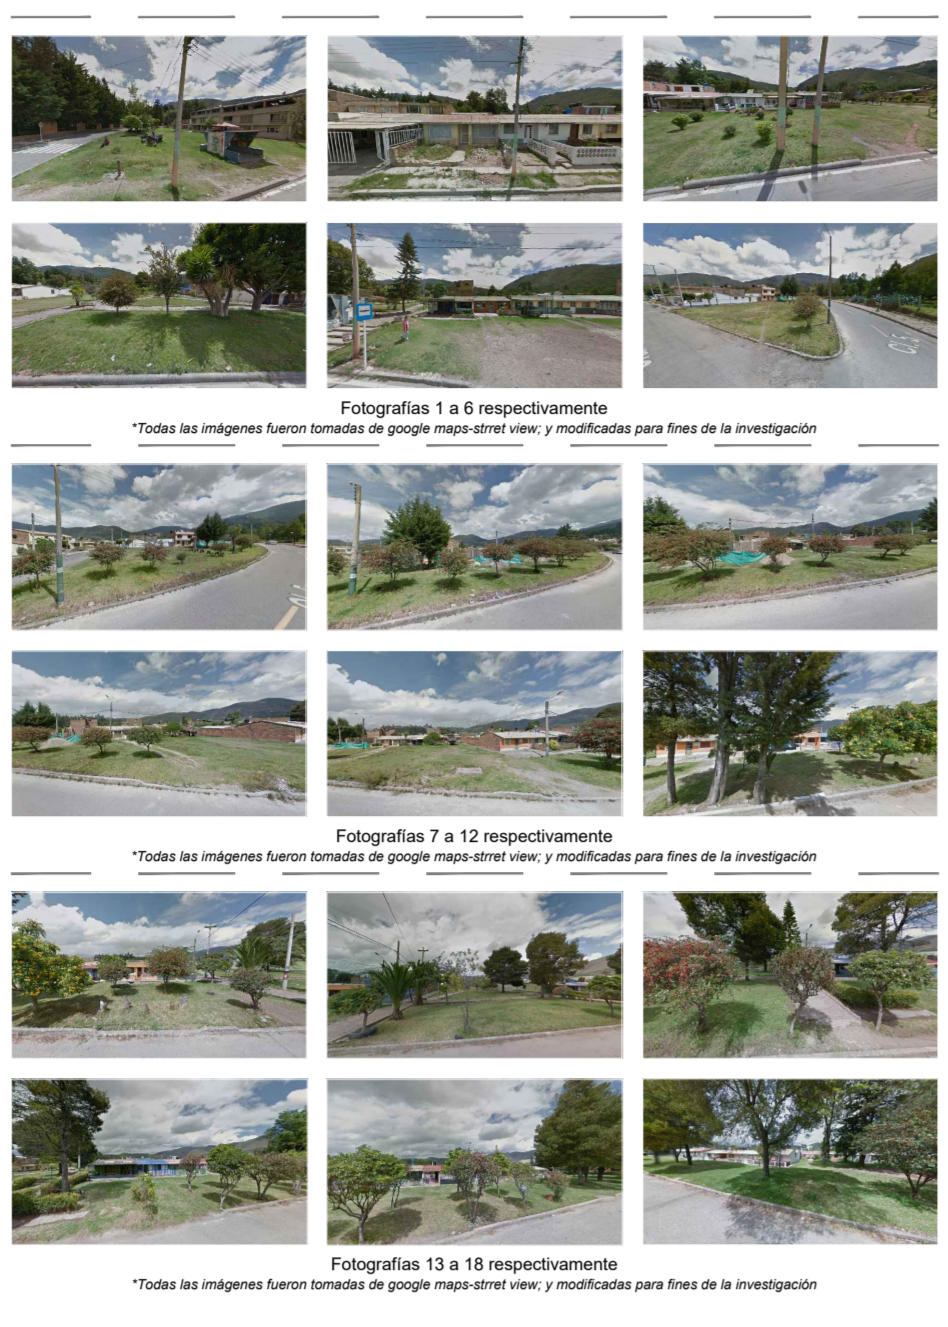 Fotografías 1 a 6 respectivamente
*Todas las imágenes fueron tomadas de google maps-strret view; y modificadas para fines de la investigación
Fotografías 7 a 12 respectivamente
*Todas las imágenes fueron tomadas de google maps-strret view; y modificadas para fines de la investigación
Fotografías 13 a 18 respectivamente
*Todas las imágenes fueron tomadas de google maps-strret view; y modificadas para fines de la investigación